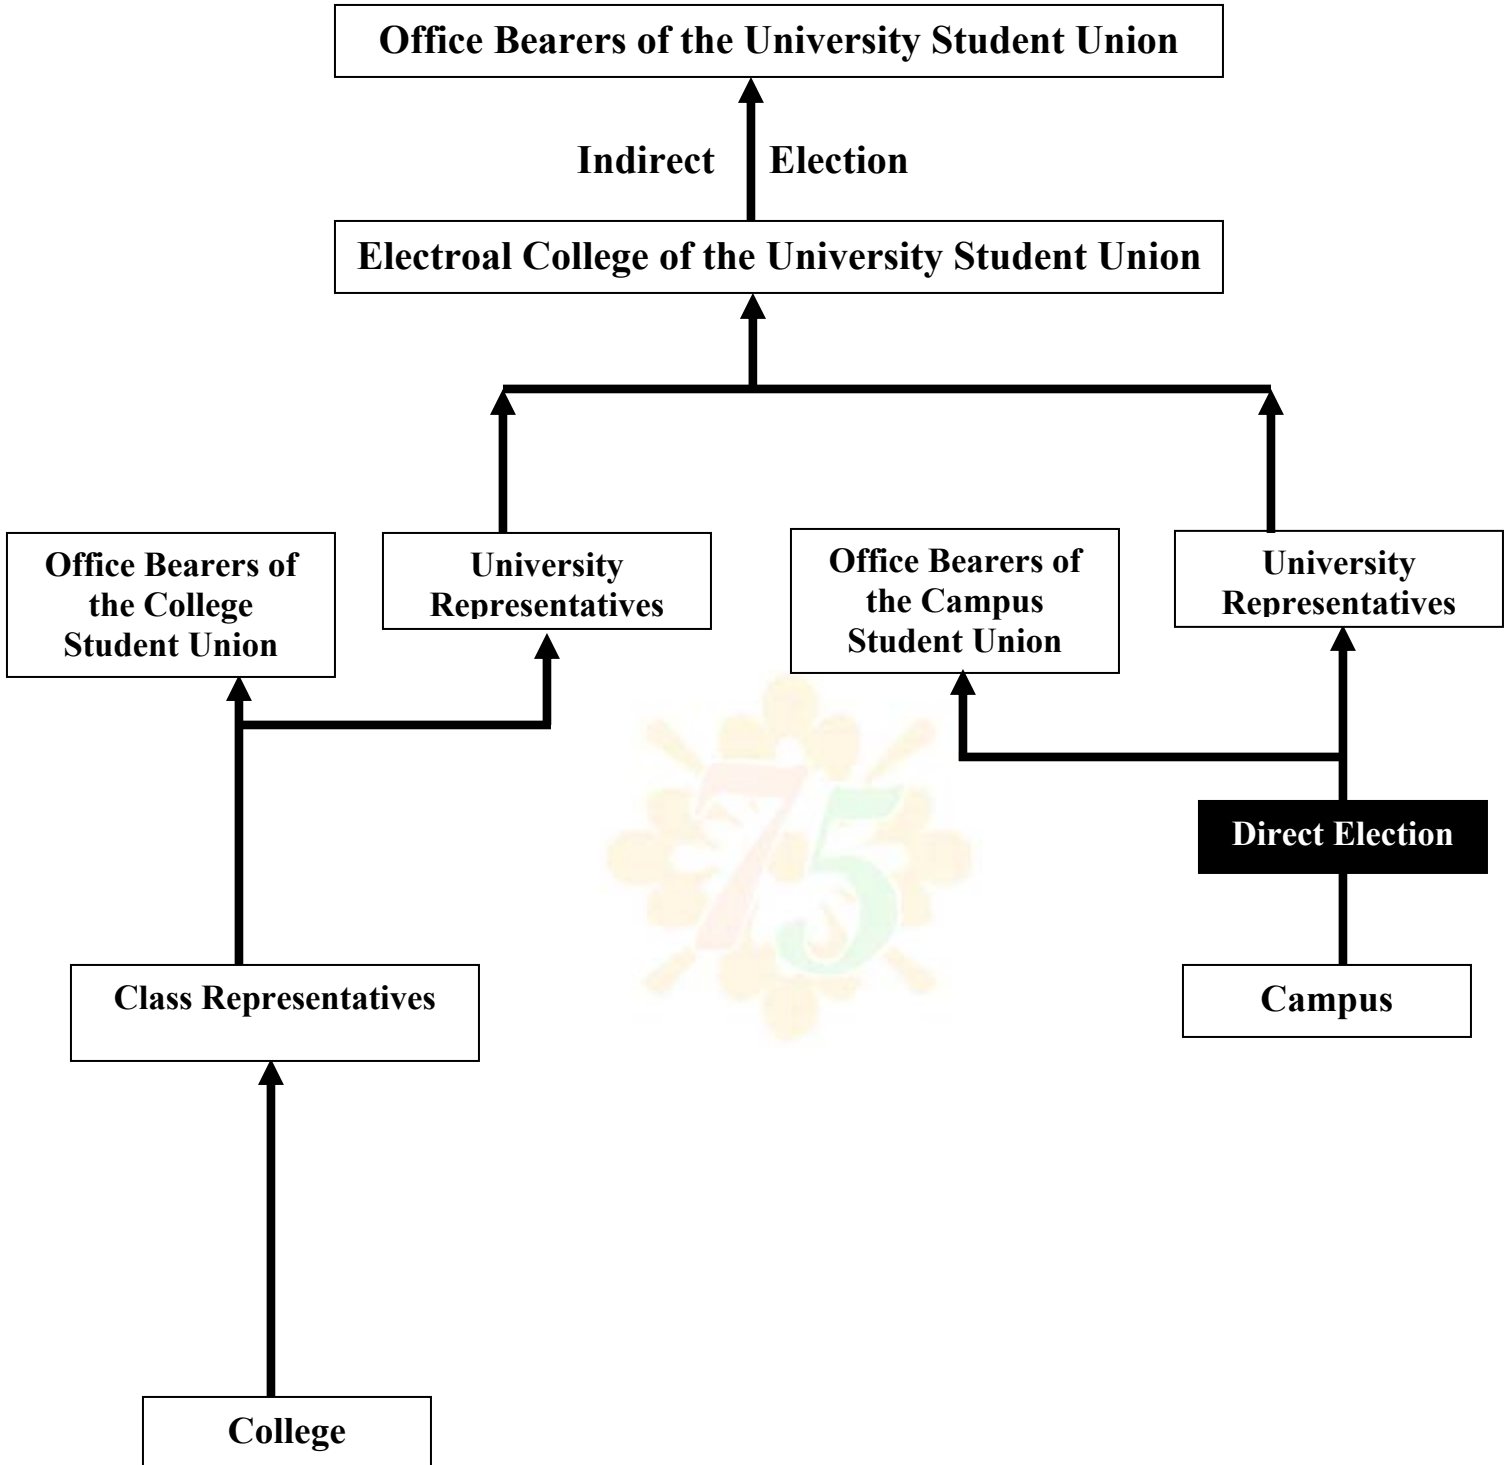 Office Bearers of the University Student Union
Indirect Election
Electroal College of the University Student Union
Office Bearers of
the College
Student Union
University
Representatives
Office Bearers of
the Campus
Student Union
University
Representatives
75
Direct Election
Class Representatives
Campus
College